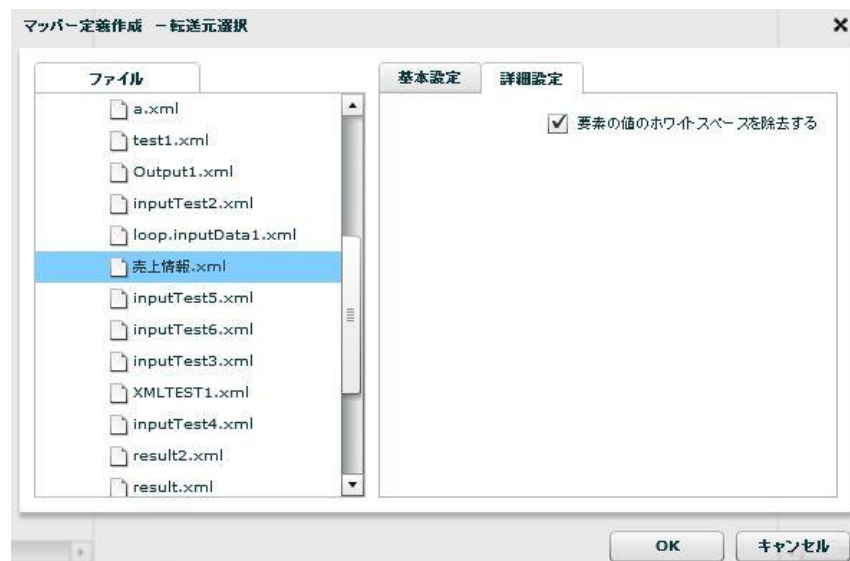 マッパー定義作成 －転送元選択
ファイル
a.xml
test1.xml
Output1.xml
inputTest2.xml
loop.inputData1.xml
売上情報.xml
inputTest5.xml
inputTest6.xml
inputTest3.xml
XMLTEST1.xml
inputTest4.xml
result2.xml
result.xml
基本設定 詳細設定
要素の値のホワイトスペースを除去する
OK キャンセル